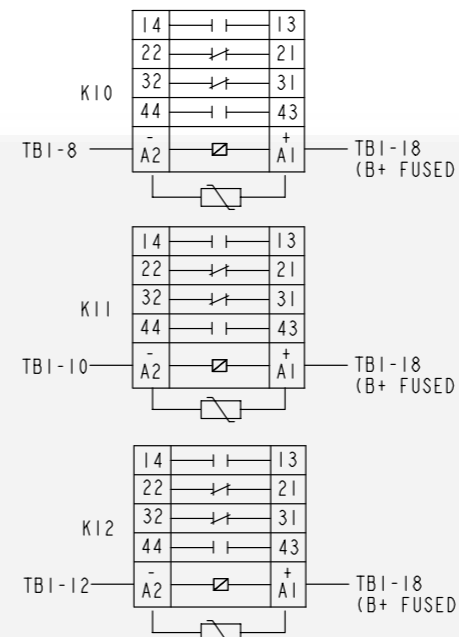 14 13
22 21
K10
32 31
44 43
- +
TB1-8 A2 A1 TB1-18
(B+ FUSED
14 13
22 21
K11
32 31
44 43
- +
TB1-10 A2 A1 TB1-18
(B+ FUSED
14 13
22 21
K12
32 31
44 43
- +
TB1-12 A2 A1 TB1-18
(B+ FUSED